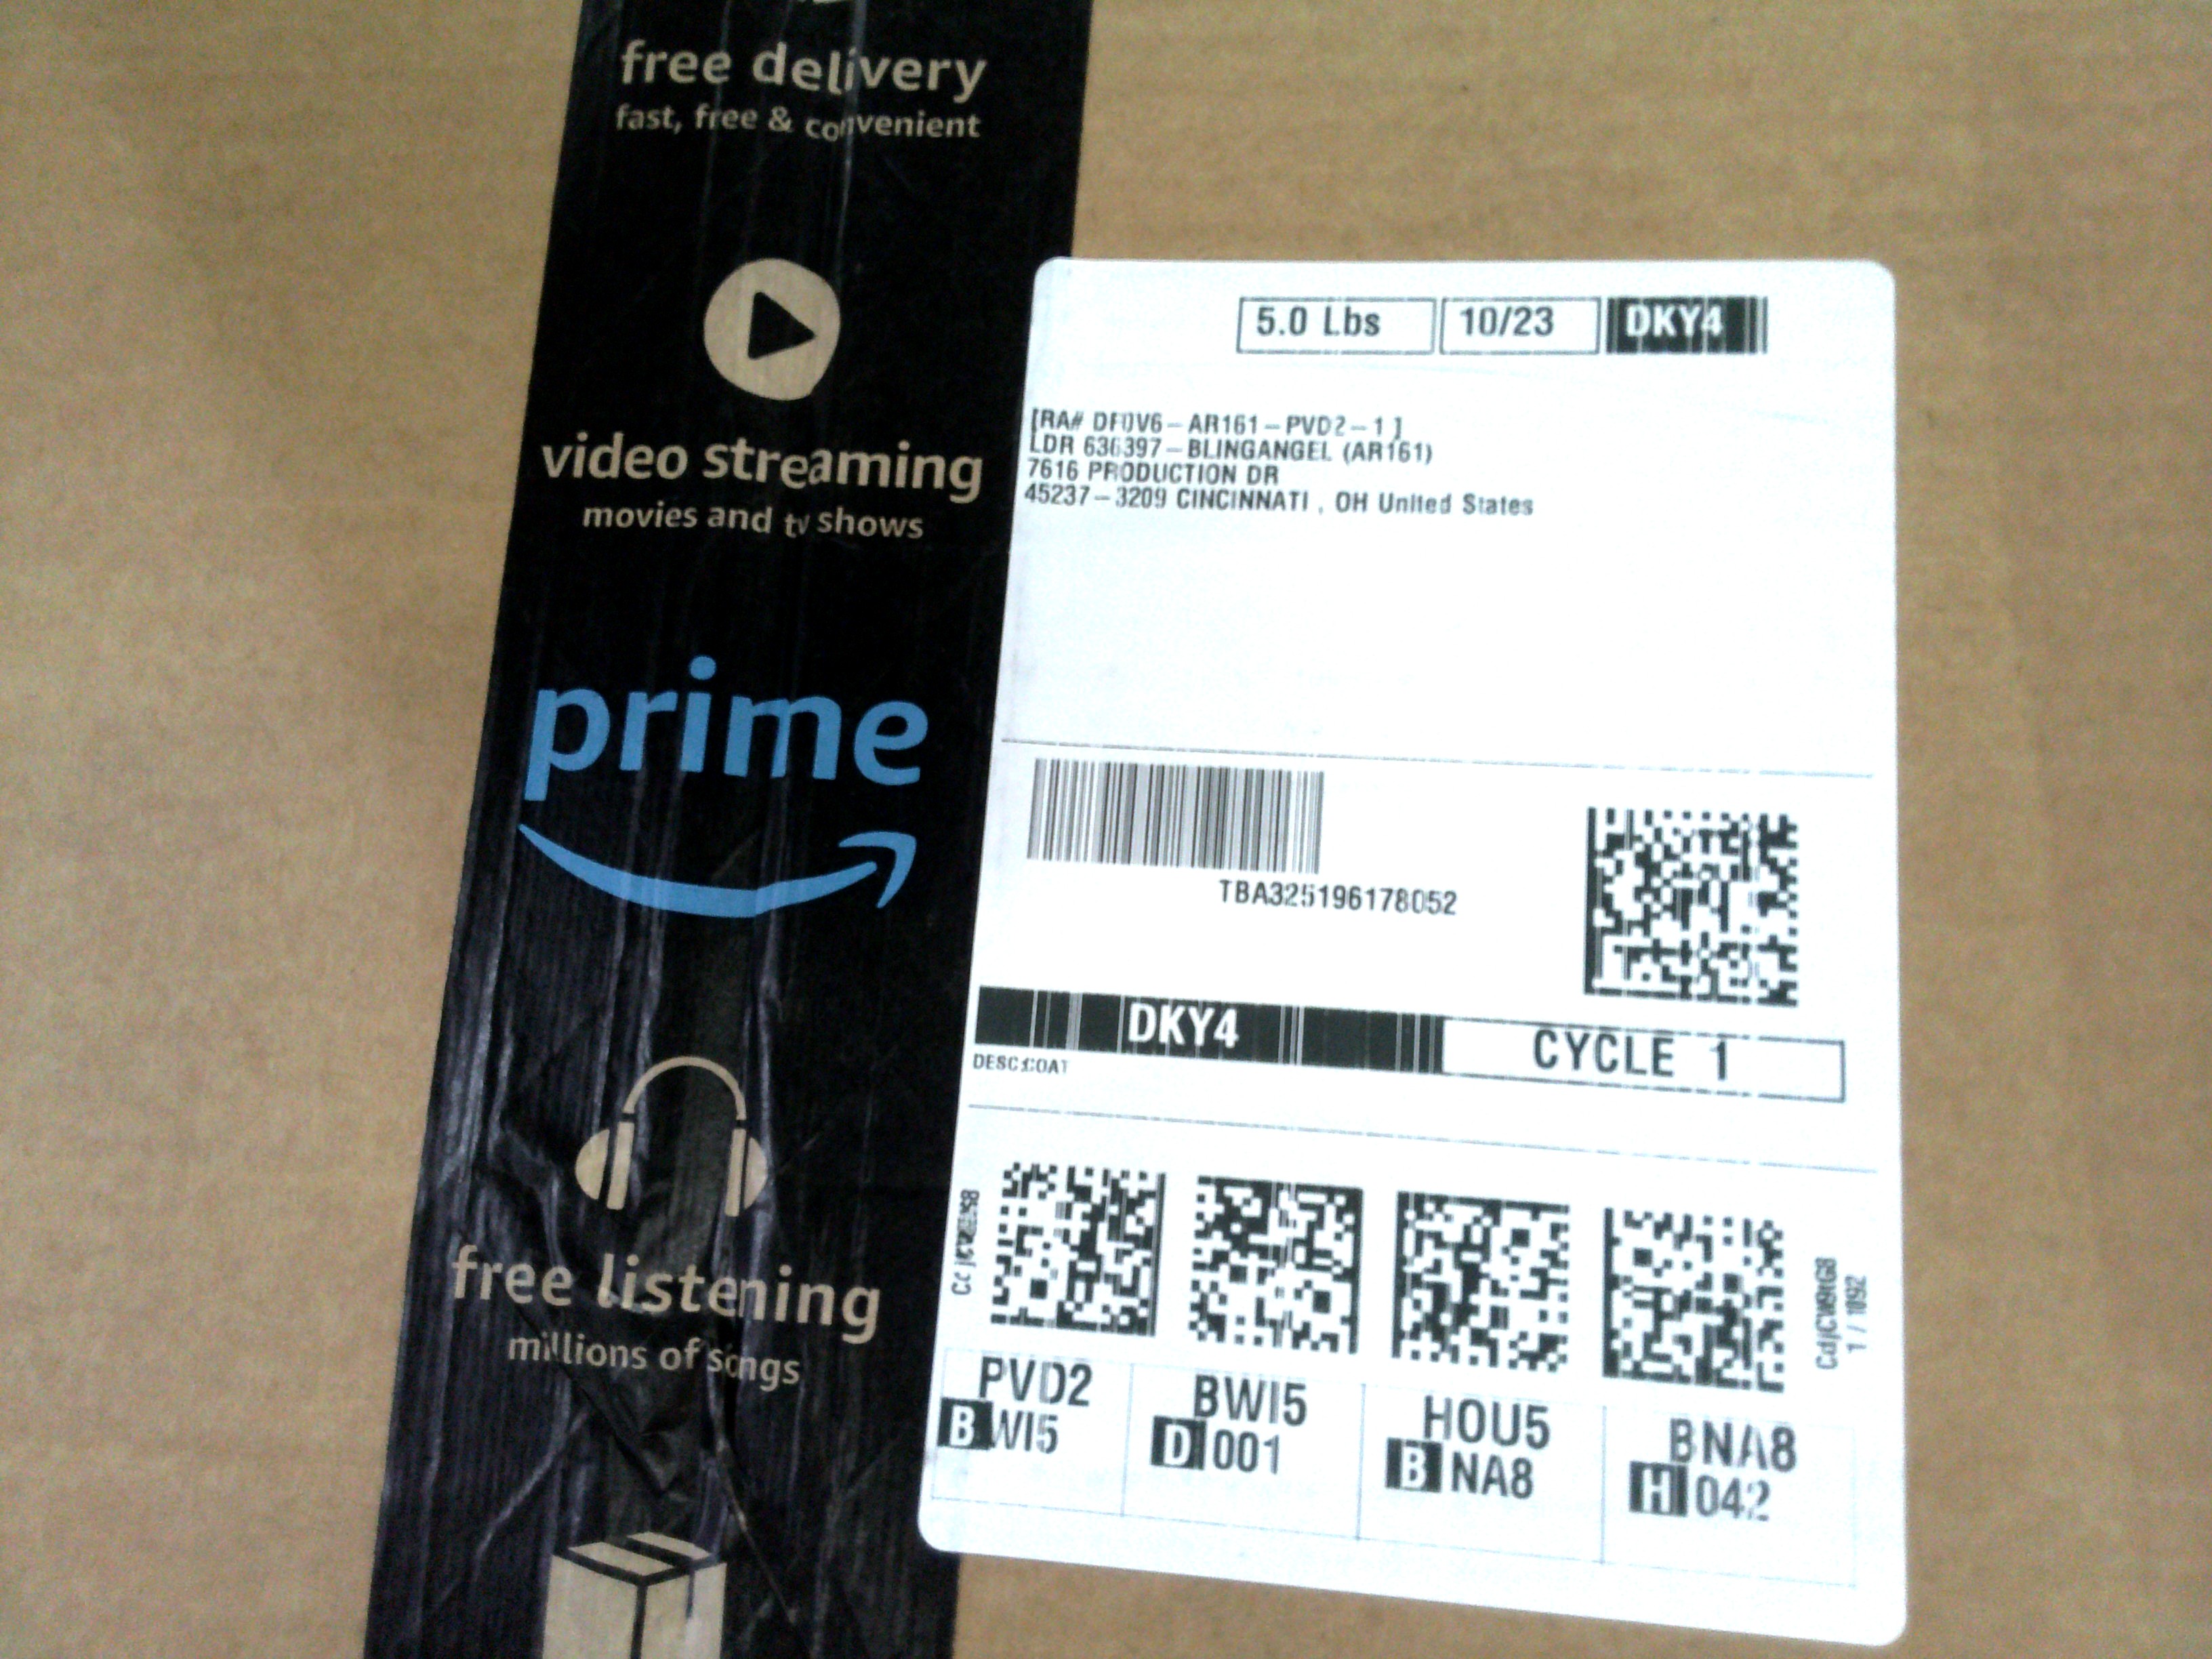 free delivery
fast, free & convenient
video streaming
movies and tv shows
prime
free listening
millions of songs
5.0 Lbs 10/23 DKY4
[RA# DF0V6-AR161-PVD2-1]
LDR 636397-BLINGANGEL (AR161)
7616 PRODUCTION DR
45237-3209 CINCINNATI , OH United States
TBA325196178052
DKY4 CYCLE 1
DESC:COAT
CdjCW9tG8
1 / 1092
PVD2
B WI5
BWI5
D 001
HOU5
B NA8
BNA8
H 042